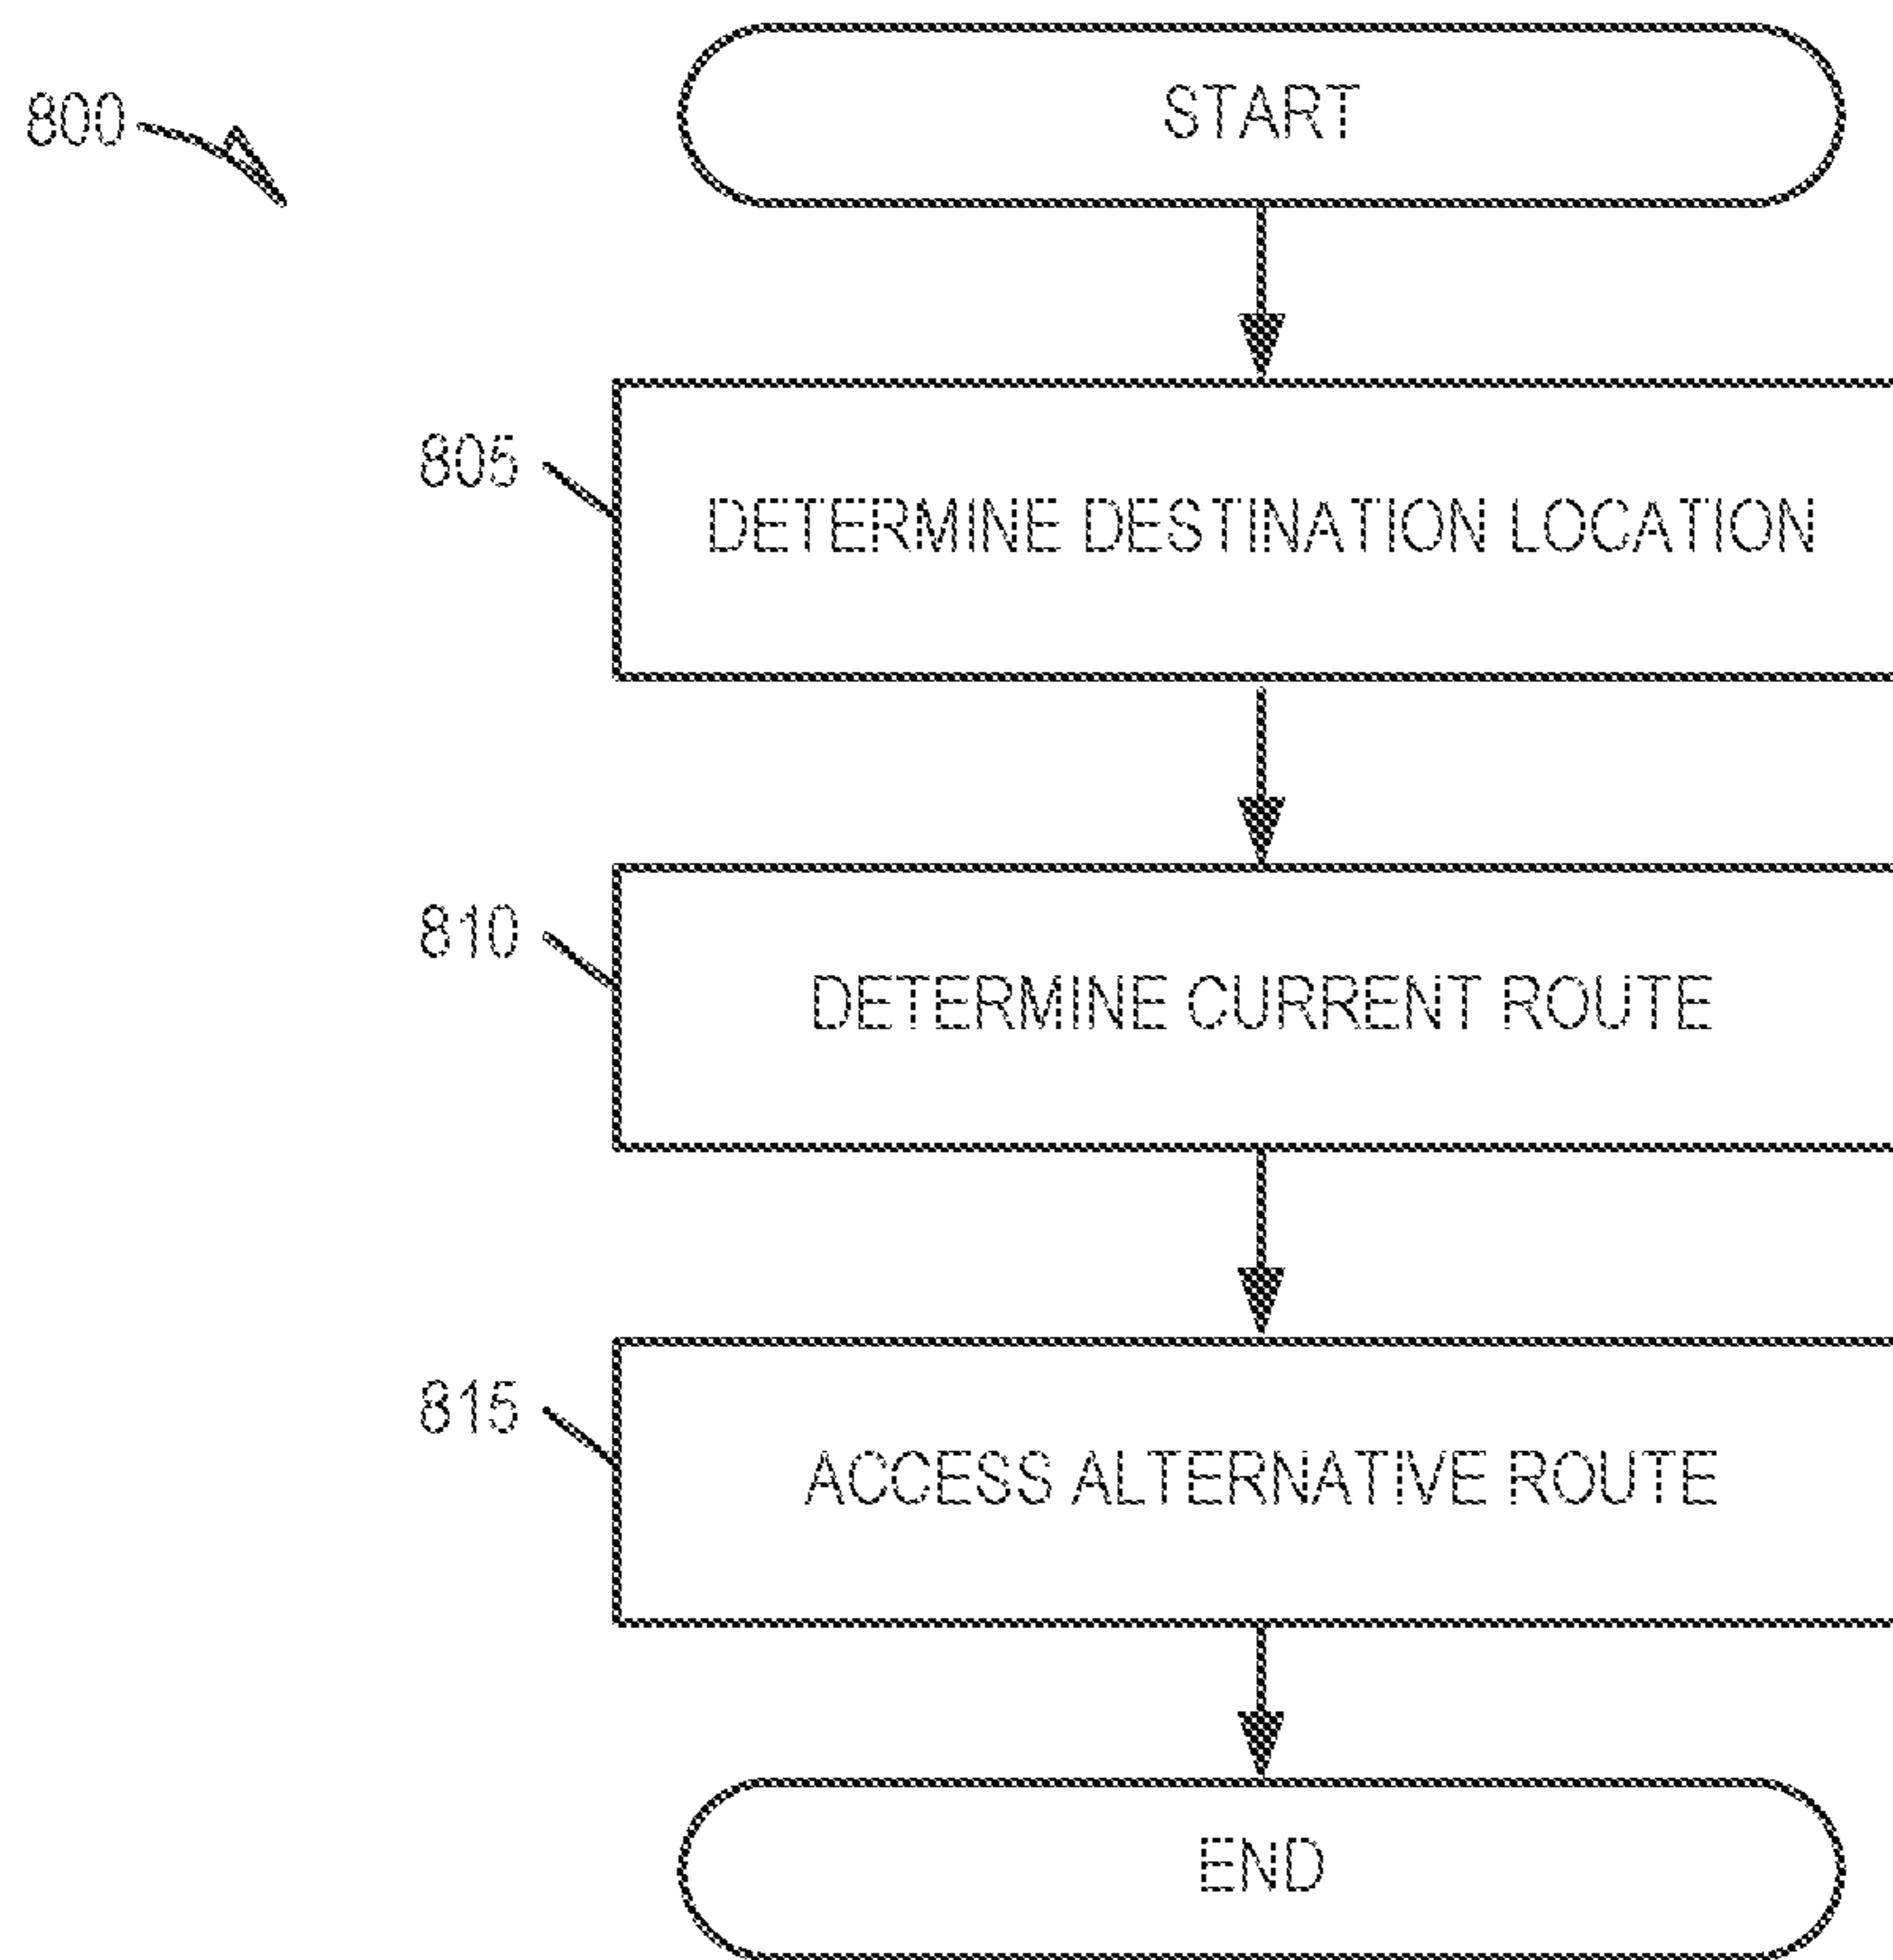 800
START
805
DETERMINE DESTINATION LOCATION
810
DETERMINE CURRENT ROUTE
815
ACCESS ALTERNATIVE ROUTE
END